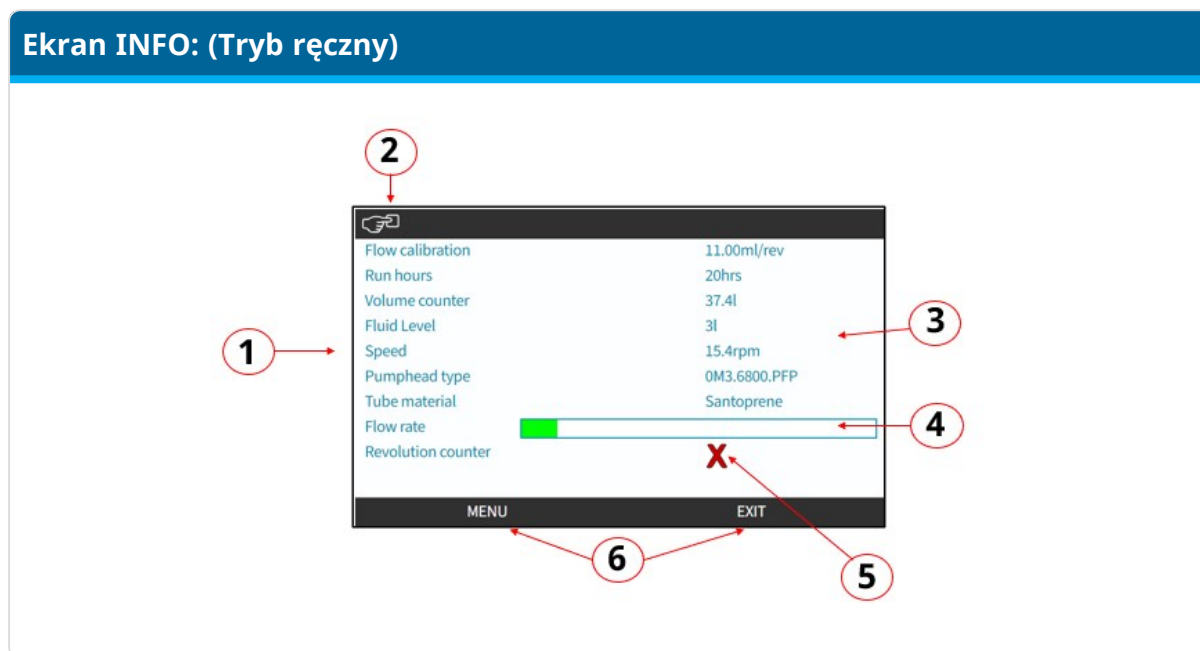 Ekran INFO: (Tryb ręczny)
2
Flow calibration 11.00ml/rev
Run hours 20hrs
Volume counter 37.4l
Fluid Level 3l
3
1
Speed 15.4rpm
Pumphead type 0M3.6800.PFP
Tube material Santoprene
Flow rate
4
Revolution counter X
MENU EXIT
6
5